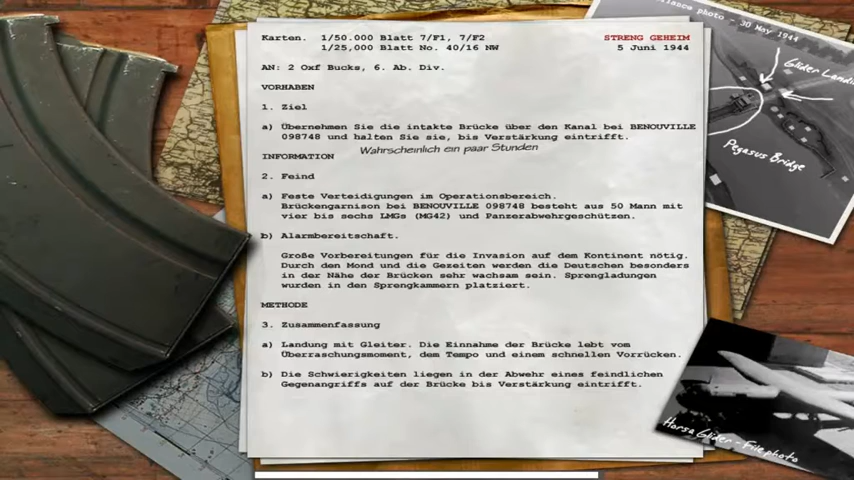 Karten. 1/50.000 Blatt 7/F1, 7/F2
STRENG GEHEIM
1/25,000 Blatt No. 40/16 NW
5 Juni 1944
AN: 2 Oxf Bucks, 6. Ab. Div.
VORHABEN
1. Ziel
a) Übernehmen Sie die intakte Brücke über den Kanal bei BENOUVILLE
098748 und halten Sie sie, bis Verstärkung eintrifft.
Wahrscheinlich ein paar Stunden
INFORMATION
2. Feind
a) Feste Verteidigungen im Operationsbereich.
Brückengarnison bei BENOUVILLE 098748 besteht aus 50 Mann mit
vier bis sechs LMGs (MG42) und Panzerabwehrgeschützen.
b) Alarmbereitschaft.
Große Vorbereitungen für die Invasion auf dem Kontinent nötig.
Durch den Mond und die Gezeiten werden die Deutschen besonders
in der Nähe der Brücken sehr wachsam sein. Sprengladungen
wurden in den Sprengkammern platziert.
METHODE
3. Zusammenfassung
a) Landung mit Gleiter. Die Einnahme der Brücke lebt vom
Überraschungsmoment, dem Tempo und einem schnellen Vorrücken.
b) Die Schwierigkeiten liegen in der Abwehr eines feindlichen
Gegenangriffs auf der Brücke bis Verstärkung eintrifft.
photo - 30 May 1944
Glider
Pegasus Bridge
Horsa Glider - File photo